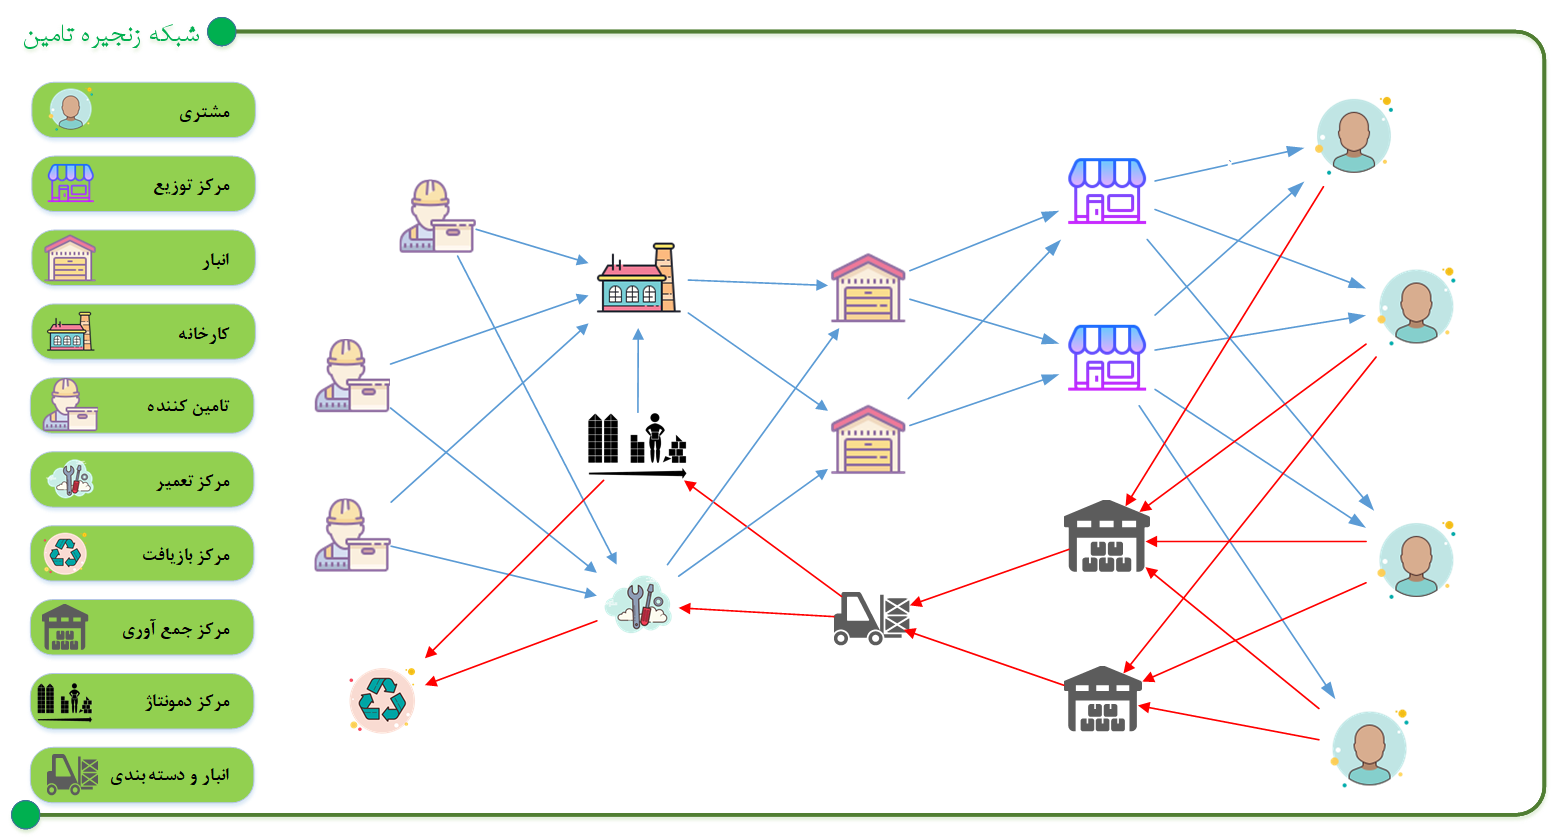 شبکه زنجیره تامین
مشتری
مرکز توزیع
انبار
کارخانه
تامین کننده
مرکز تعمیر
مرکز بازیافت
مرکز جمع آوری
مرکز دمونتاژ
انبار و دسته‌بندی